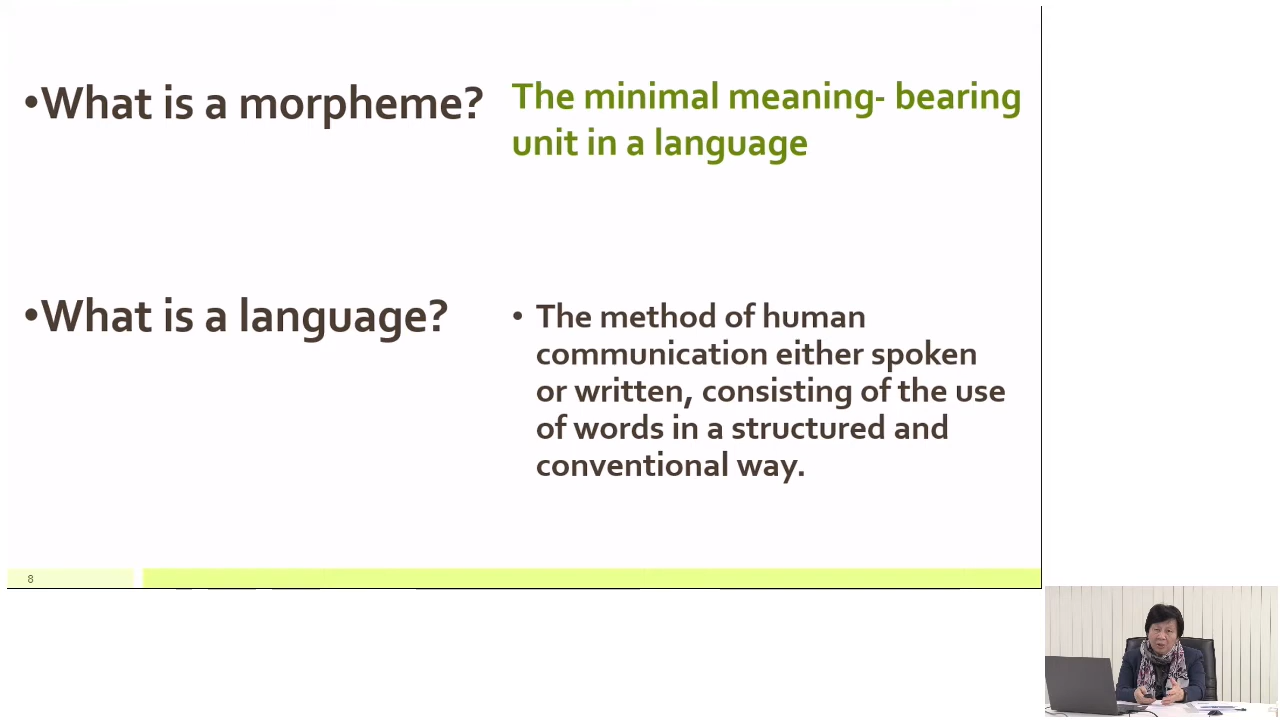 •What is a morpheme?
The minimal meaning- bearing
unit in a language
•What is a language?
• The method of human
communication either spoken
or written, consisting of the use
of words in a structured and
conventional way.
8